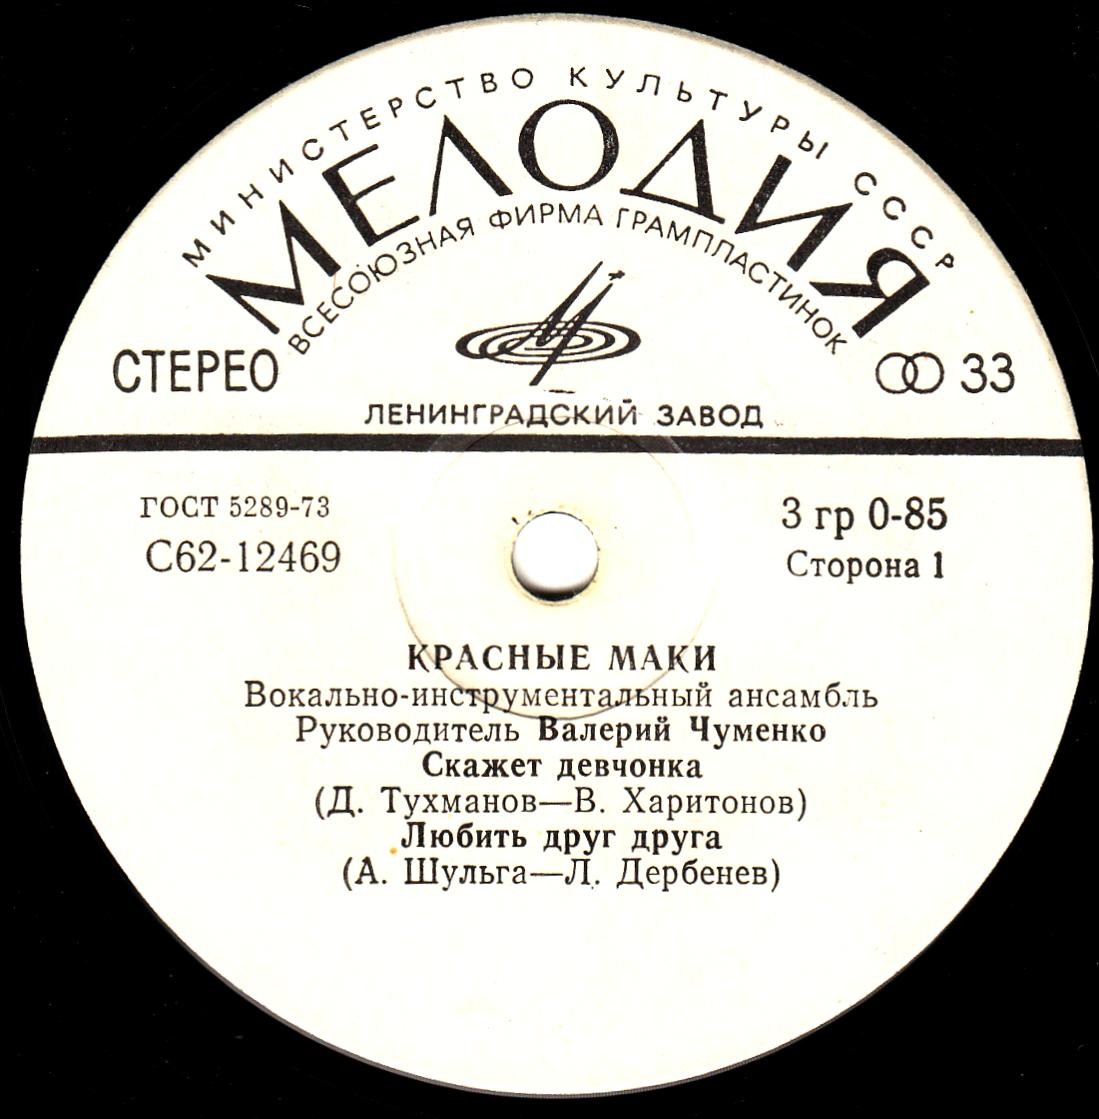 МИНИСТЕРСТВО КУЛЬТУРЫ СССР
МЕЛОДИЯ
ВСЕСОЮЗНАЯ ФИРМА ГРАМПЛАСТИНОК
СТЕРЕО
33
ЛЕНИНГРАДСКИЙ ЗАВОД
ГОСТ 5289-73
3 гр 0-85
С62-12469
Сторона 1
КРАСНЫЕ МАКИ
Вокально-инструментальный ансамбль
Руководитель Валерий Чуменко
Скажет девчонка
(Д. Тухманов—В. Харитонов)
Любить друг друга
(А. Шульга—Л. Дербенев)